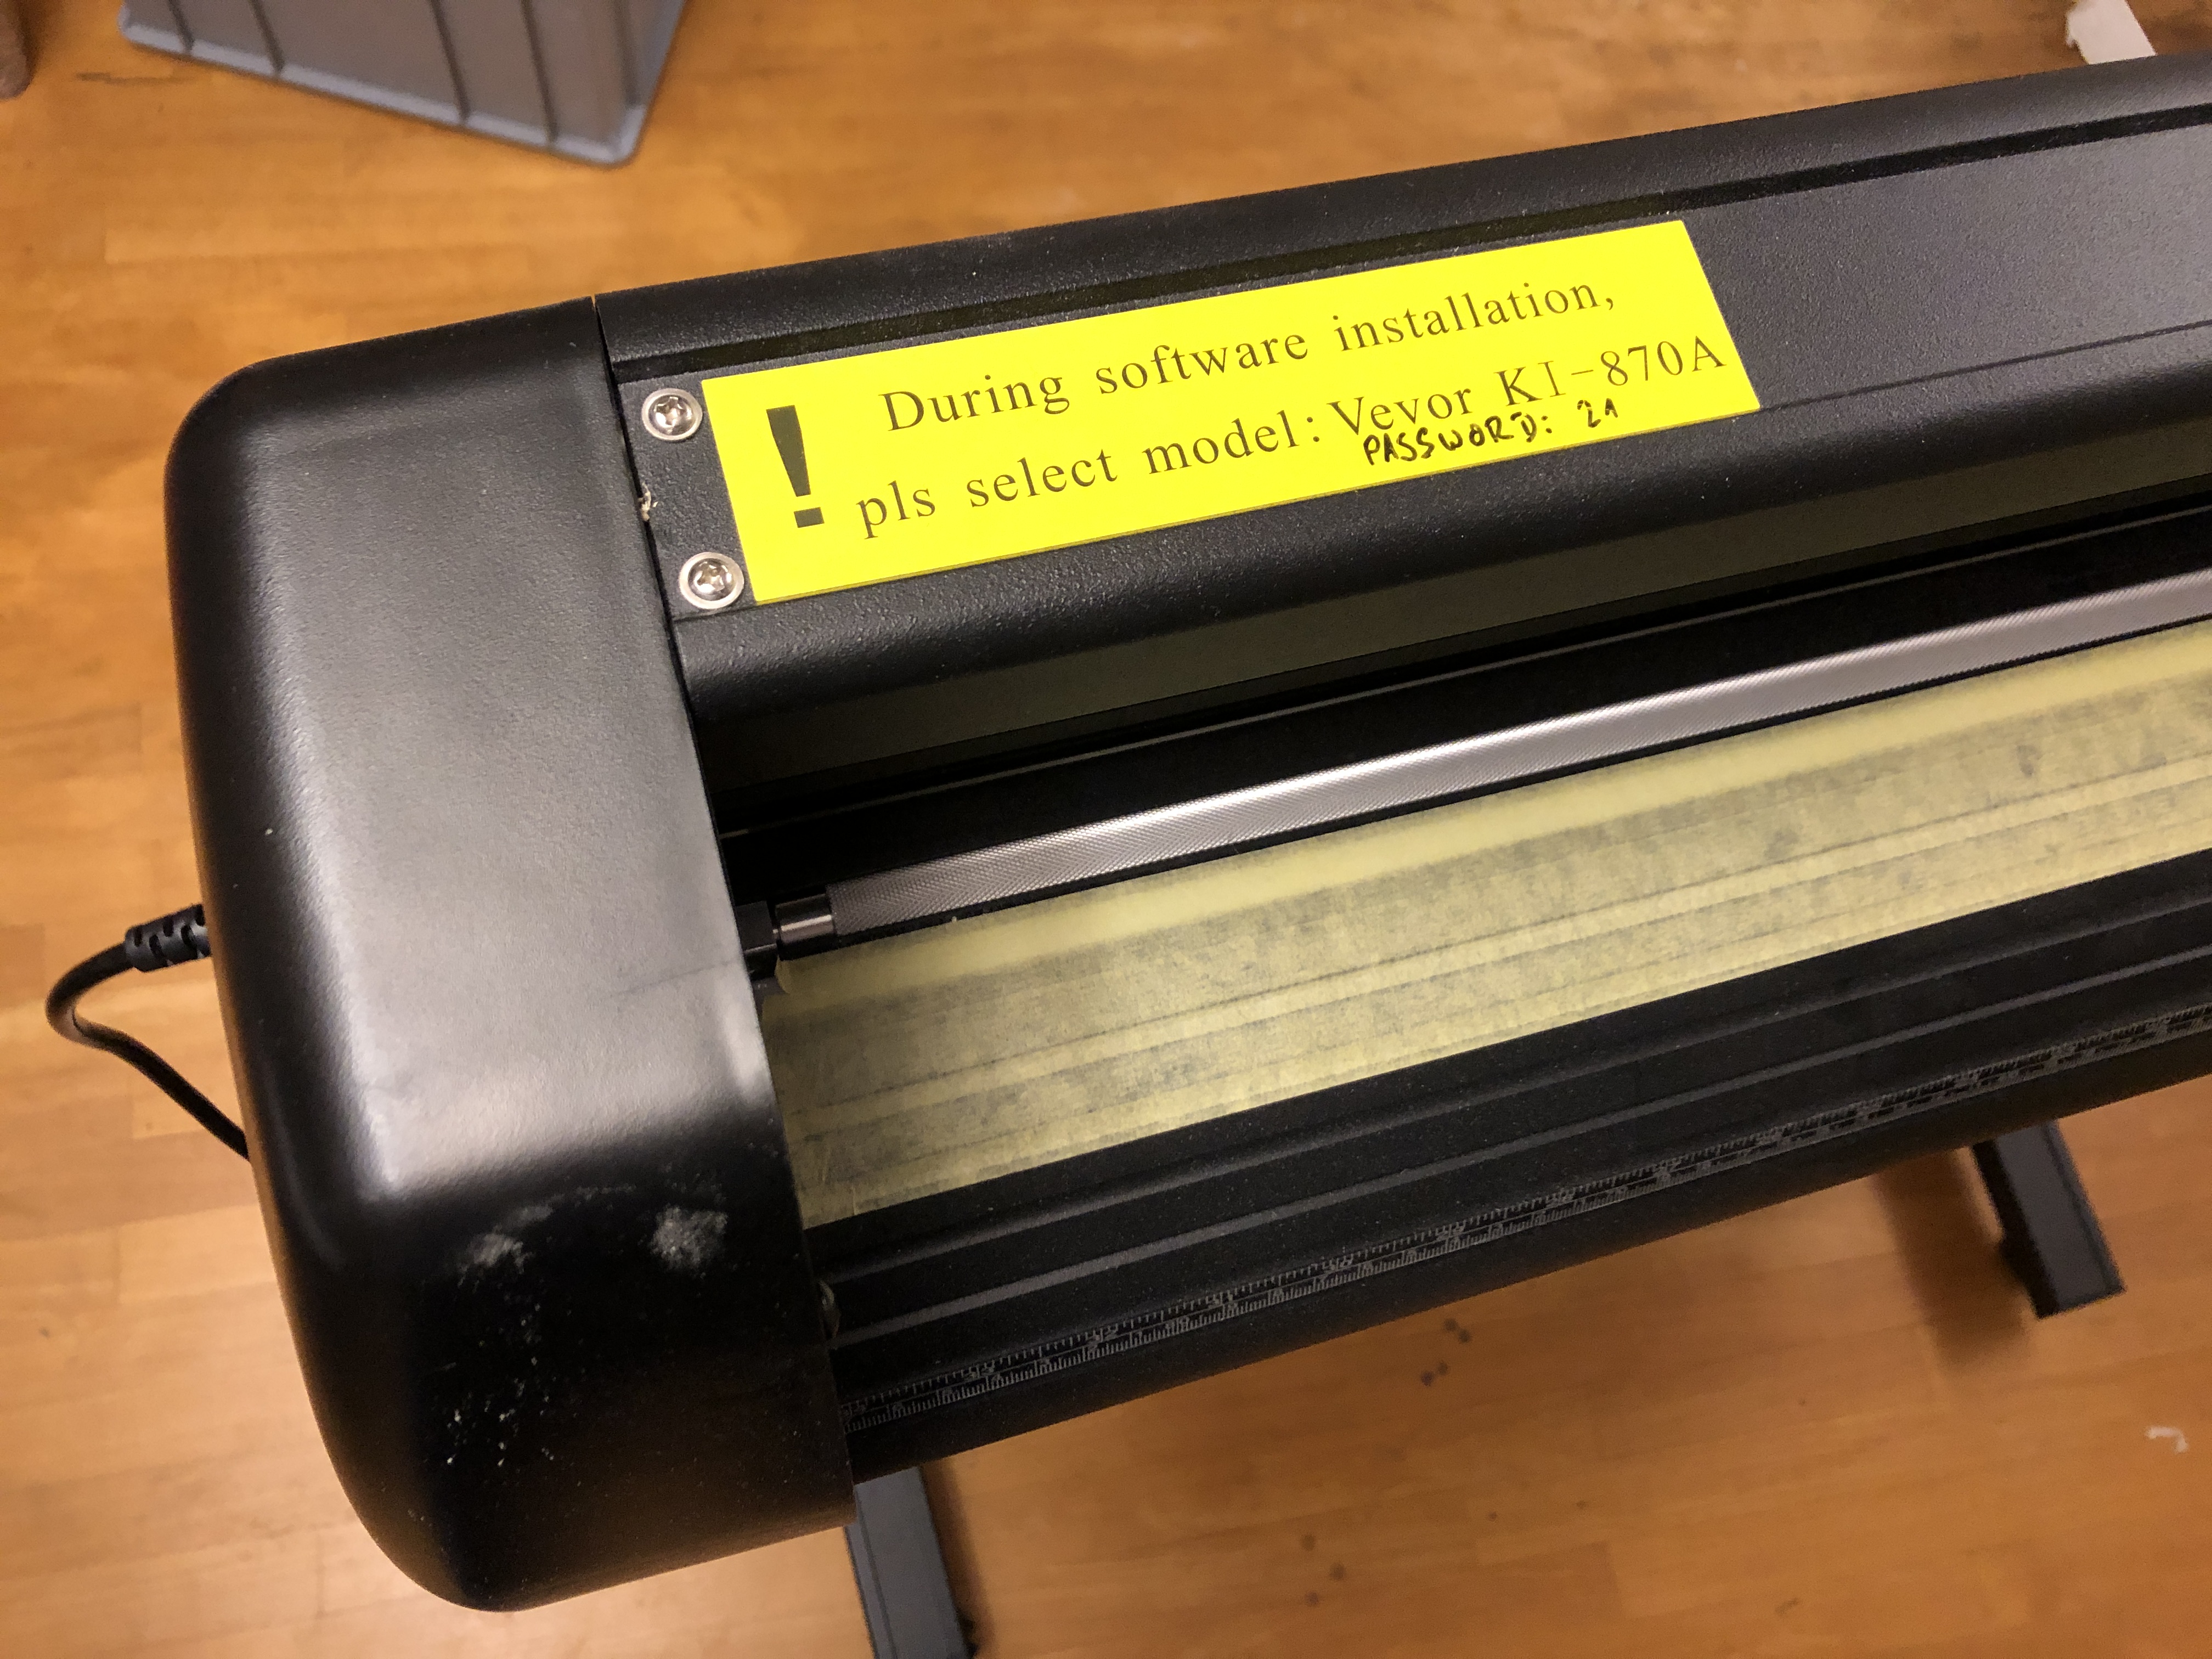 ! During software installation,
pls select model: Vevor KI-870A
PASSWORD: 21